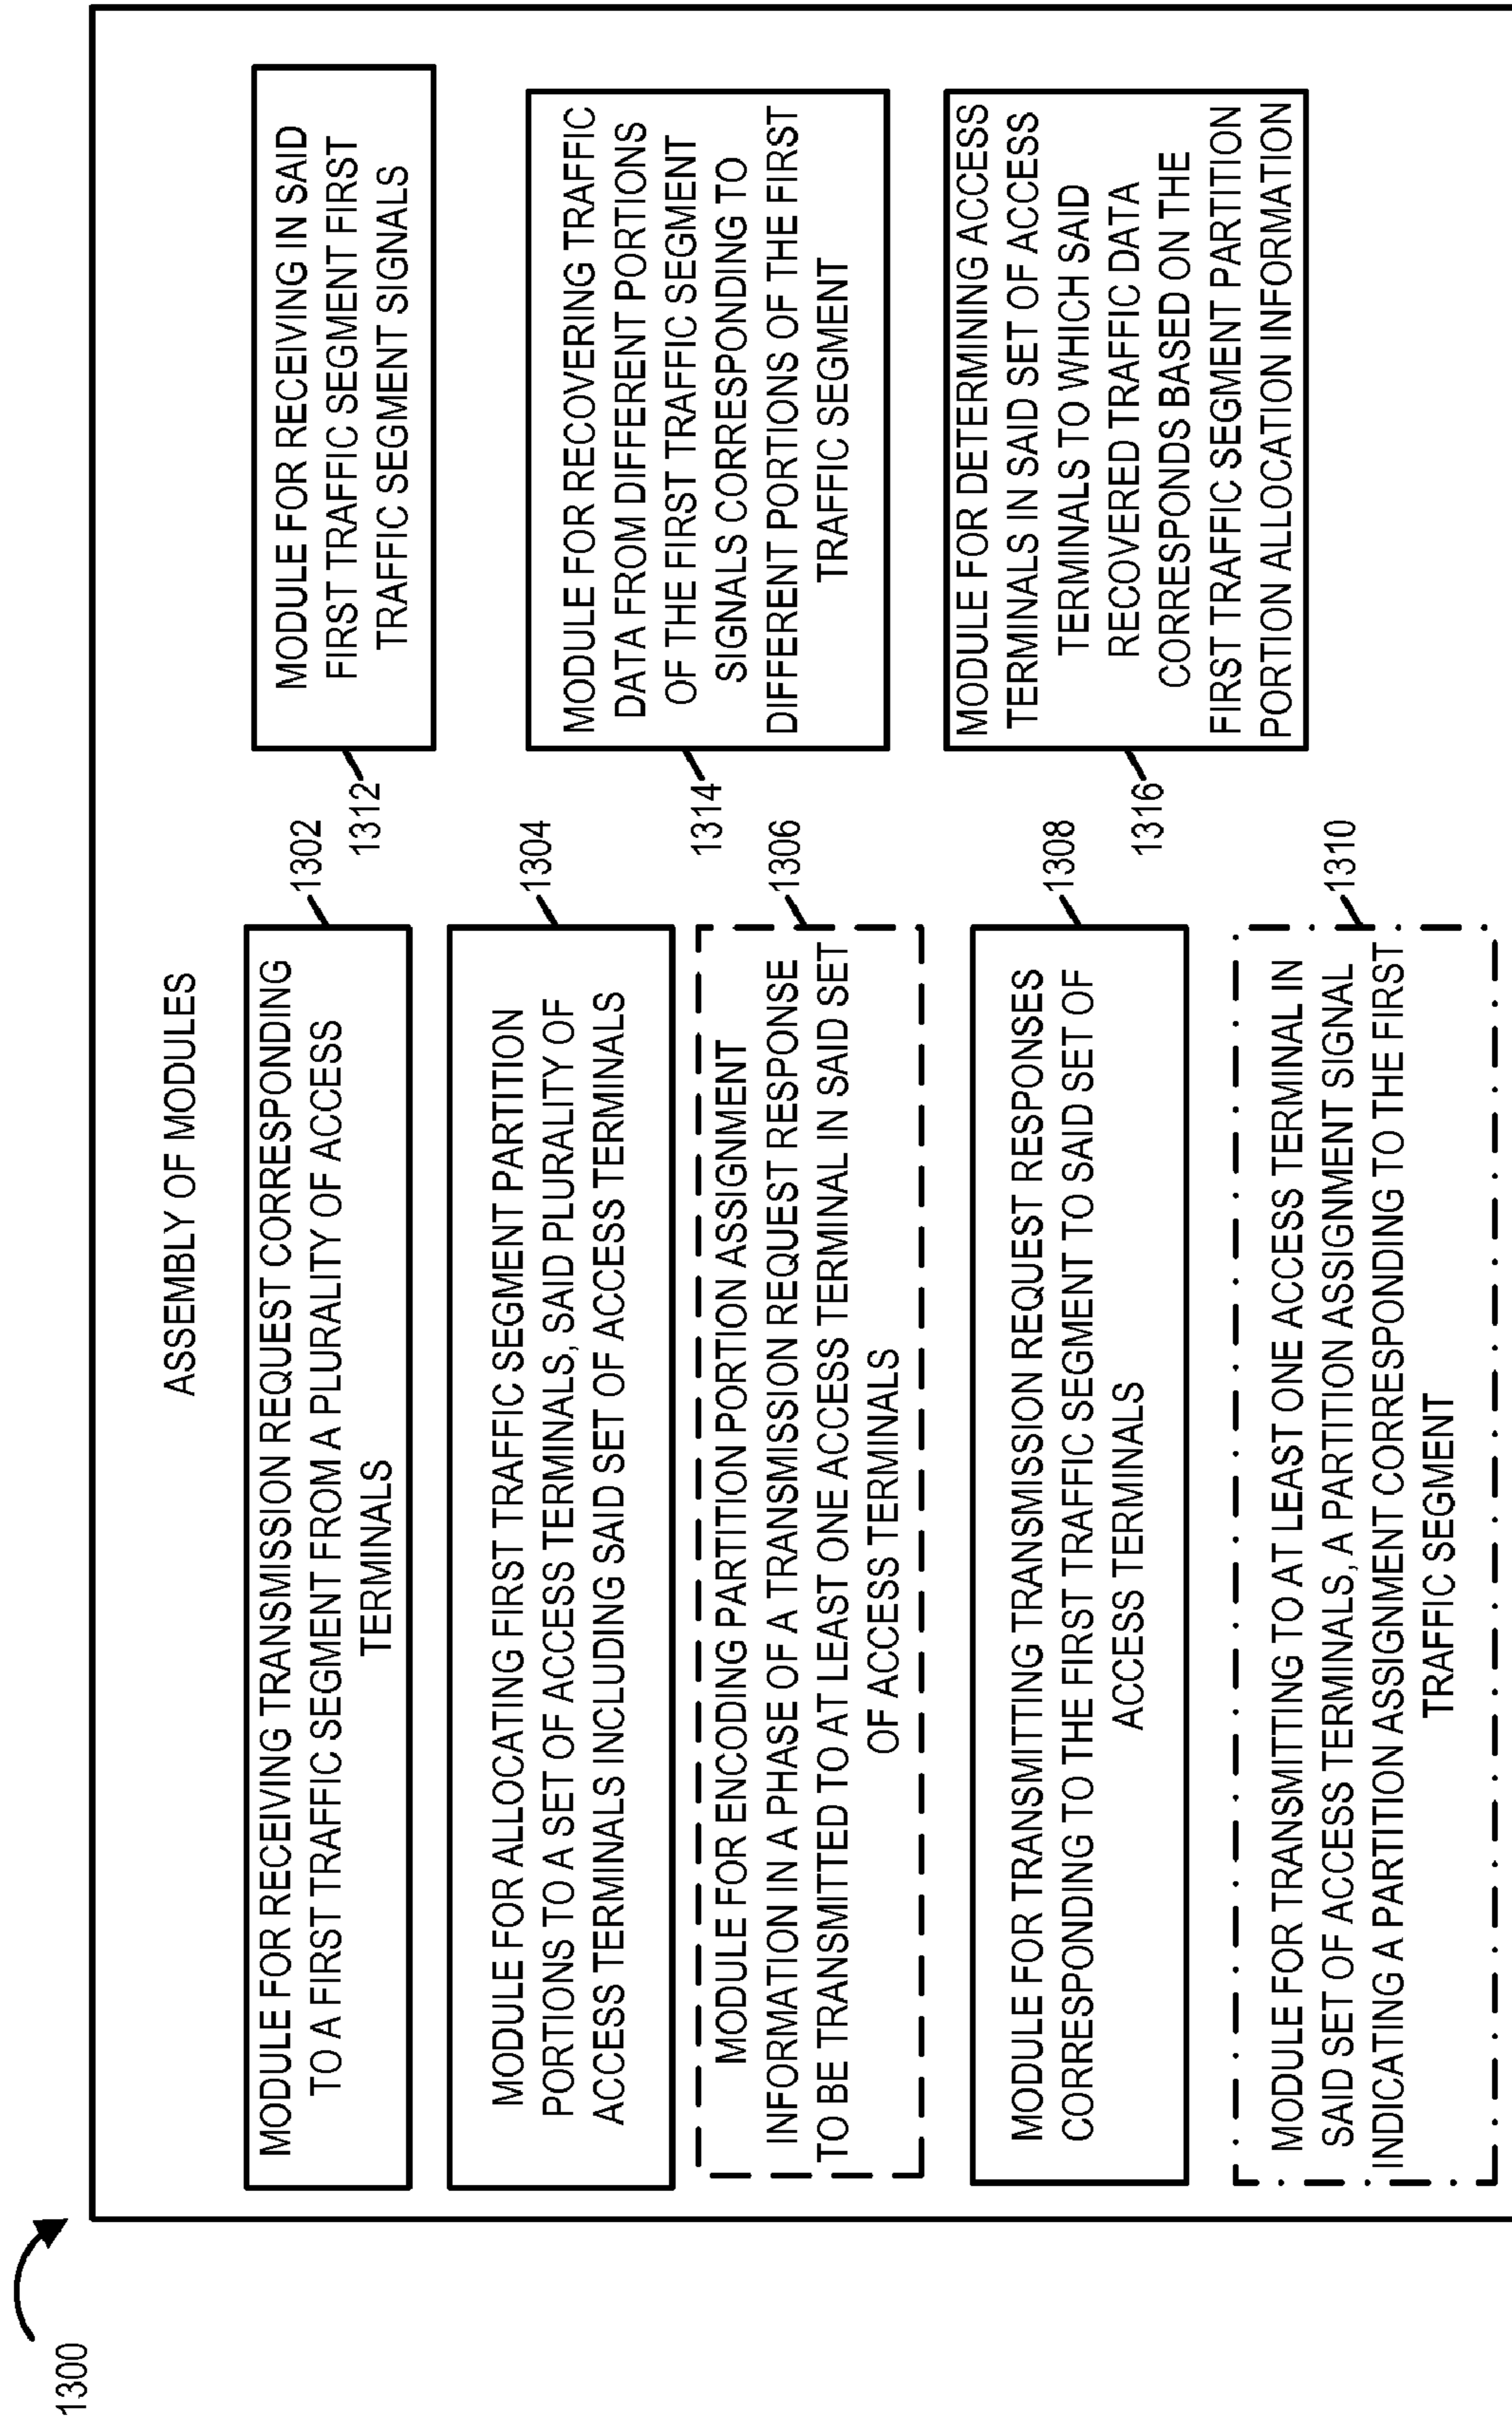 1300
ASSEMBLY OF MODULES
MODULE FOR RECEIVING TRANSMISSION REQUEST CORRESPONDING
TO A FIRST TRAFFIC SEGMENT FROM A PLURALITY OF ACCESS
TERMINALS
1302
MODULE FOR ALLOCATING FIRST TRAFFIC SEGMENT PARTITION
PORTIONS TO A SET OF ACCESS TERMINALS, SAID PLURALITY OF
ACCESS TERMINALS INCLUDING SAID SET OF ACCESS TERMINALS
1304
MODULE FOR ENCODING PARTITION PORTION ASSIGNMENT
INFORMATION IN A PHASE OF A TRANSMISSION REQUEST RESPONSE
TO BE TRANSMITTED TO AT LEAST ONE ACCESS TERMINAL IN SAID SET
OF ACCESS TERMINALS
1306
MODULE FOR TRANSMITTING TRANSMISSION REQUEST RESPONSES
CORRESPONDING TO THE FIRST TRAFFIC SEGMENT TO SAID SET OF
ACCESS TERMINALS
1308
MODULE FOR TRANSMITTING TO AT LEAST ONE ACCESS TERMINAL IN
SAID SET OF ACCESS TERMINALS, A PARTITION ASSIGNMENT SIGNAL
INDICATING A PARTITION ASSIGNMENT CORRESPONDING TO THE FIRST
TRAFFIC SEGMENT
1310
MODULE FOR RECEIVING IN SAID
FIRST TRAFFIC SEGMENT FIRST
TRAFFIC SEGMENT SIGNALS
1312
MODULE FOR RECOVERING TRAFFIC
DATA FROM DIFFERENT PORTIONS
OF THE FIRST TRAFFIC SEGMENT
SIGNALS CORRESPONDING TO
DIFFERENT PORTIONS OF THE FIRST
TRAFFIC SEGMENT
1314
MODULE FOR DETERMINING ACCESS
TERMINALS IN SAID SET OF ACCESS
TERMINALS TO WHICH SAID
RECOVERED TRAFFIC DATA
CORRESPONDS BASED ON THE
FIRST TRAFFIC SEGMENT PARTITION
PORTION ALLOCATION INFORMATION
1316